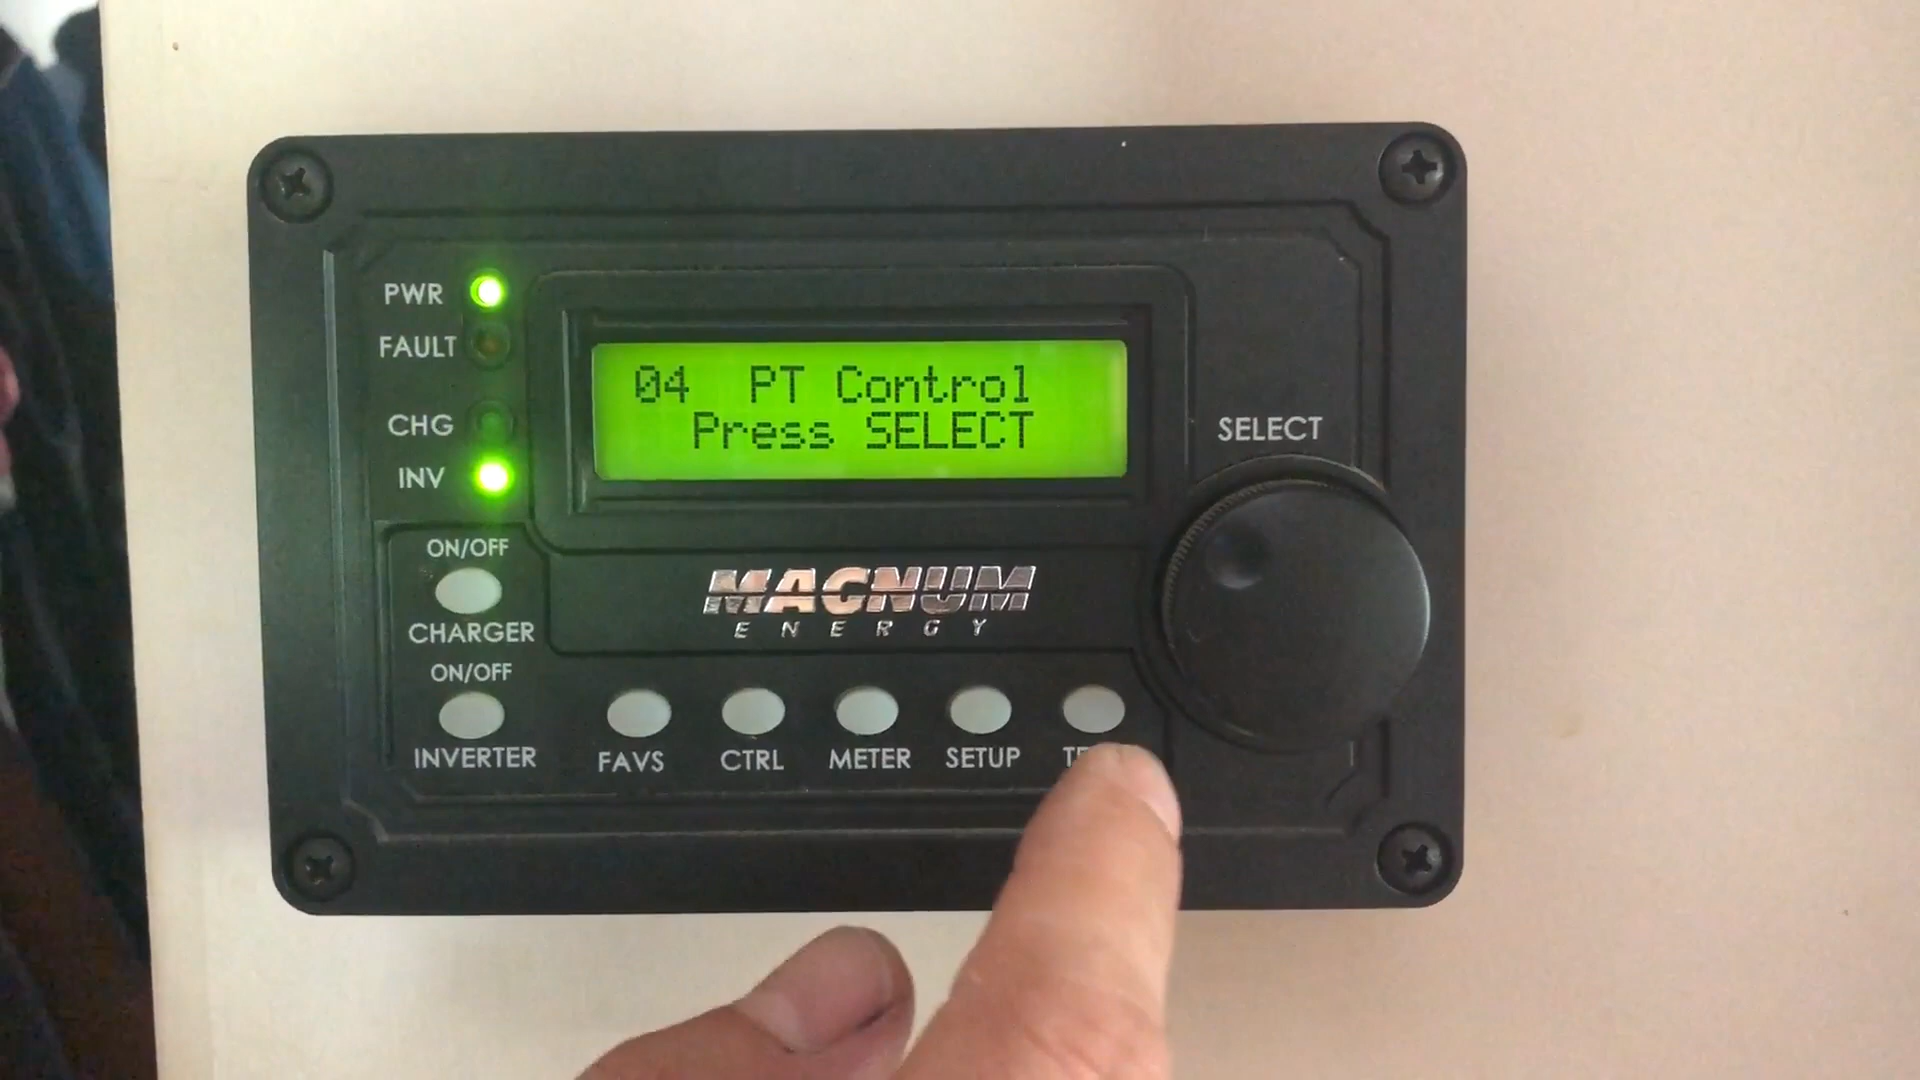 PWR
FAULT
CHG
INV
04 PT Control
Press SELECT
SELECT
ON/OFF
CHARGER
ON/OFF
INVERTER
MAGNUM
ENERGY
FAVS
CTRL
METER
SETUP